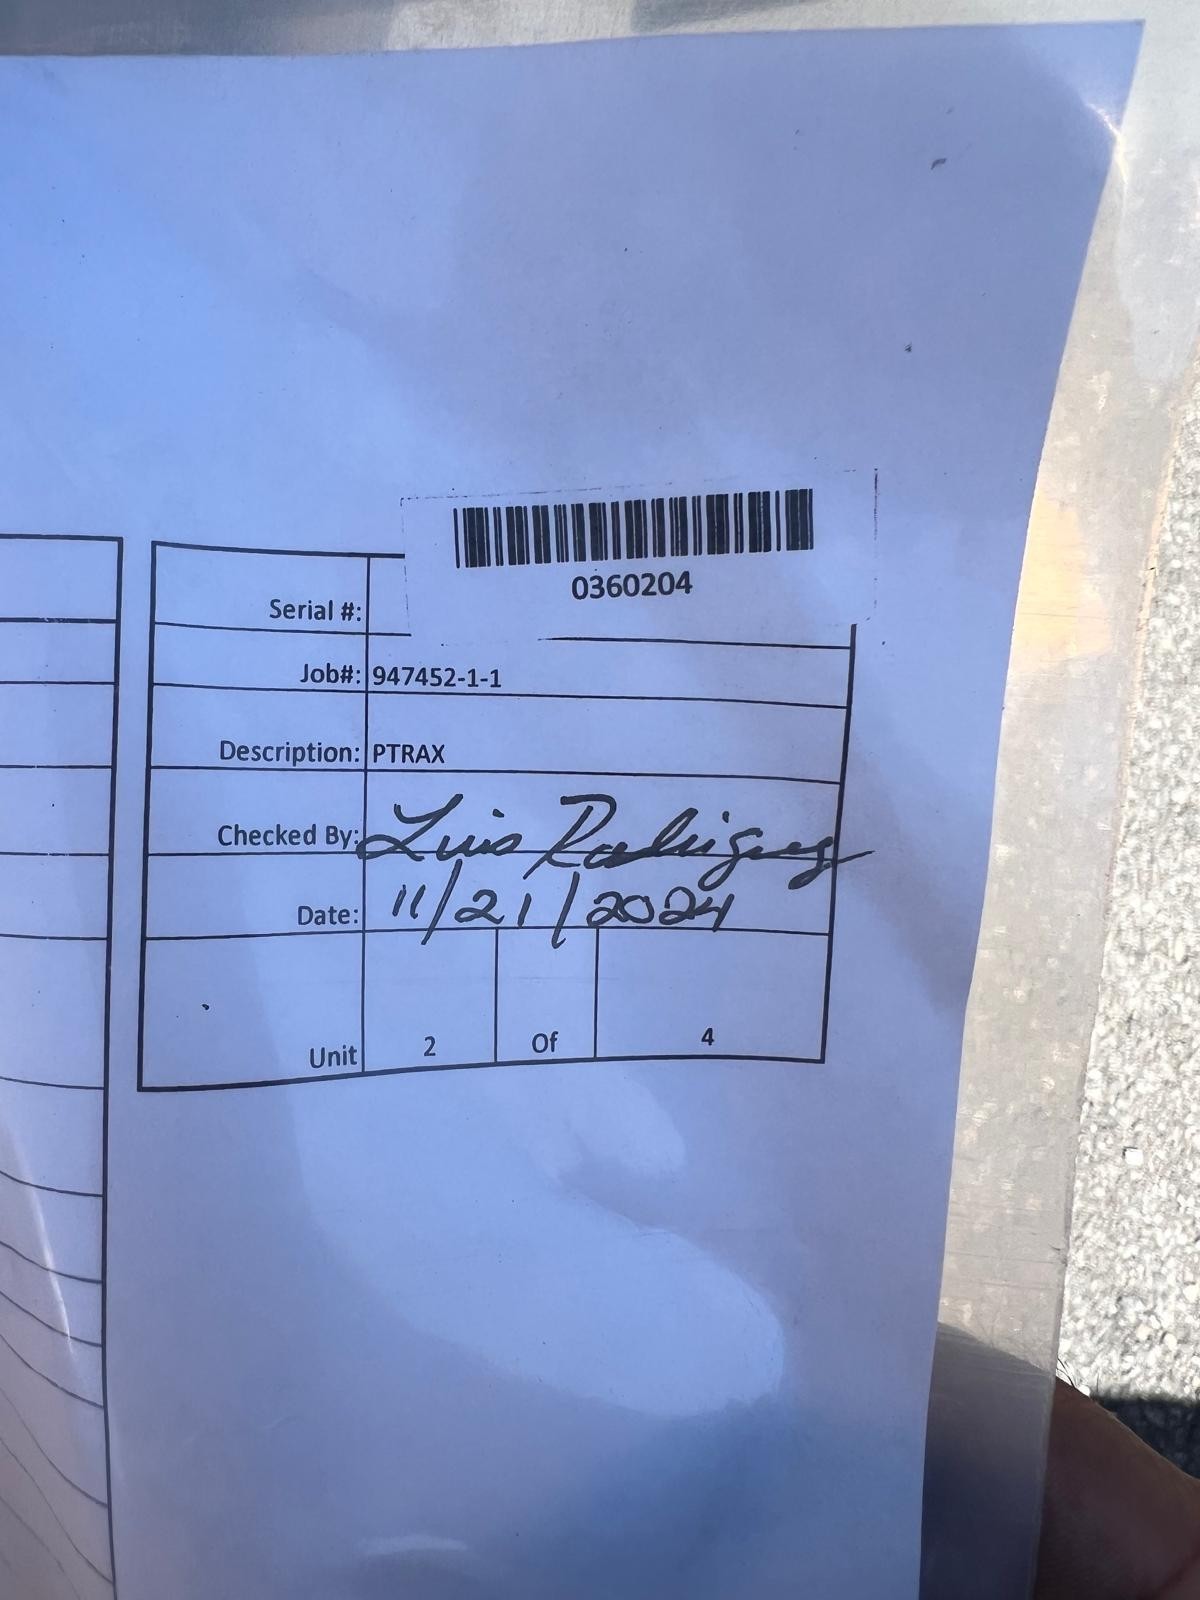 0360204
Serial #:
Job#: 947452-1-1
Description: PTRAX
Checked By: Luis Rodriguez
Date: 11/21/2024
Unit 2 Of 4